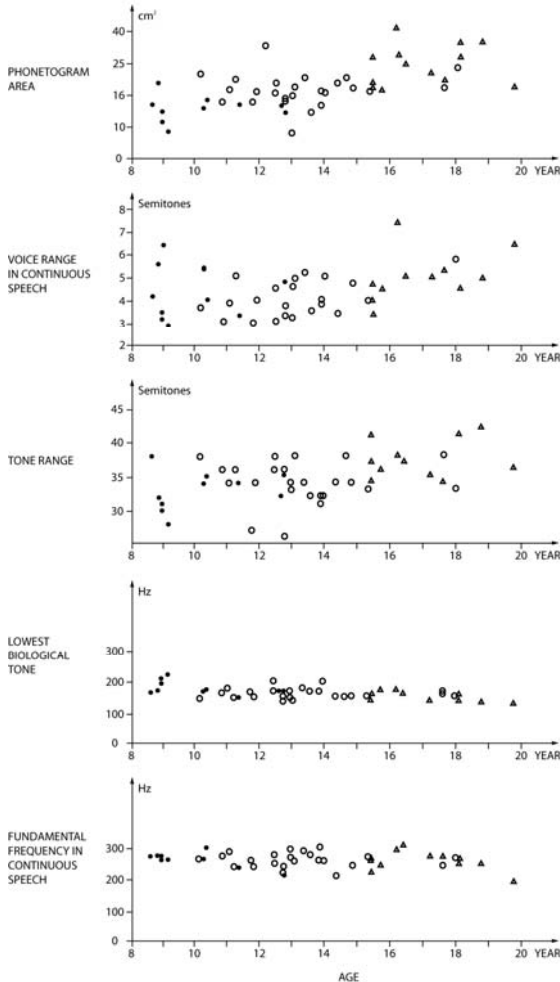 cm²
PHONETOGRAM
AREA
40
25
16
10
0
8 10 12 14 16 18 20 YEAR
Semitones
VOICE RANGE
IN CONTINUOUS
SPEECH
8
7
6
5
4
3
2
8 10 12 14 16 18 20 YEAR
Semitones
TONE RANGE
45
40
35
30
8 10 12 14 16 18 20 YEAR
Hz
LOWEST
BIOLOGICAL
TONE
300
200
100
0
8 10 12 14 16 18 20 YEAR
Hz
FUNDAMENTAL
FREQUENCY IN
CONTINUOUS
SPEECH
300
200
100
0
8 10 12 14 16 18 20 YEAR
AGE